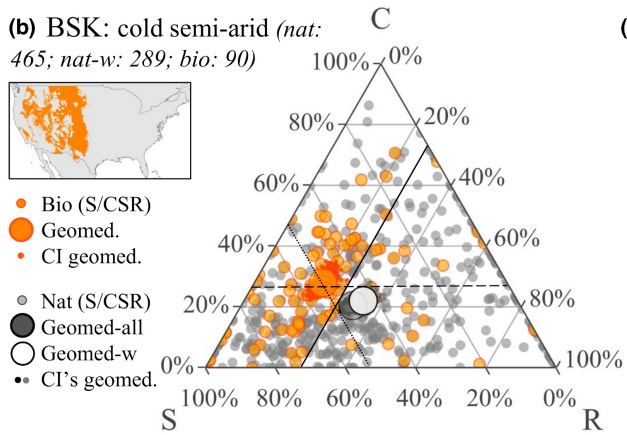 (b) BSK: cold semi-arid (nat:
465; nat-w: 289; bio: 90)
(
C
100%
0%
80%
20%
60%
40%
40%
60%
20%
80%
0%
100%
100%
80%
60%
40%
20%
0%
S
R
Bio (S/CSR)
Geomed.
CI geomed.
Nat (S/CSR)
Geomed-all
Geomed-w
CI's geomed.